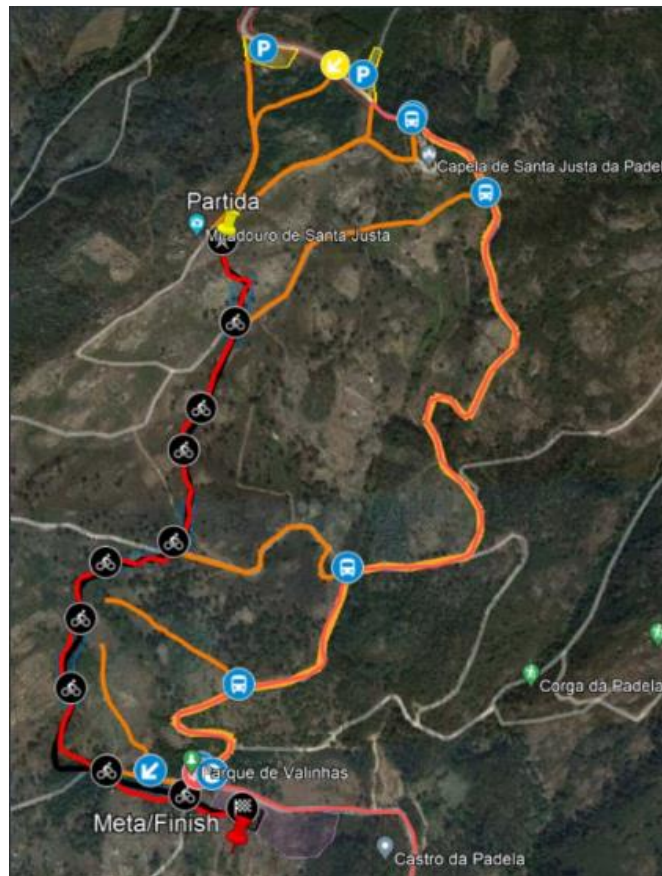 P
P
Capela de Santa Justa da Padel
Partida
Miradouro de Santa Justa
Corga da Padela
Parque de Valinhas
Meta/Finish
Castro da Padela